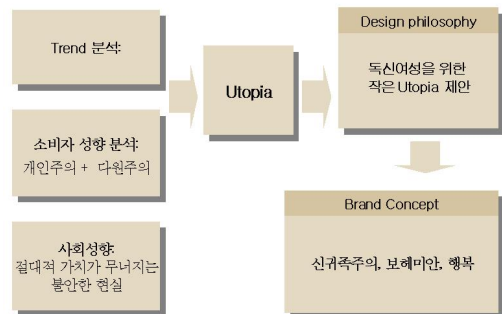 Trend 분석:
소비자 성향 분석:
개인주의 + 다원주의
사회성향:
절대적 가치가 무너지는
불안한 현실
Utopia
Design philosophy
독신여성을 위한
작은 Utopia 제안
Brand Concept
신귀족주의, 보헤미안, 행복